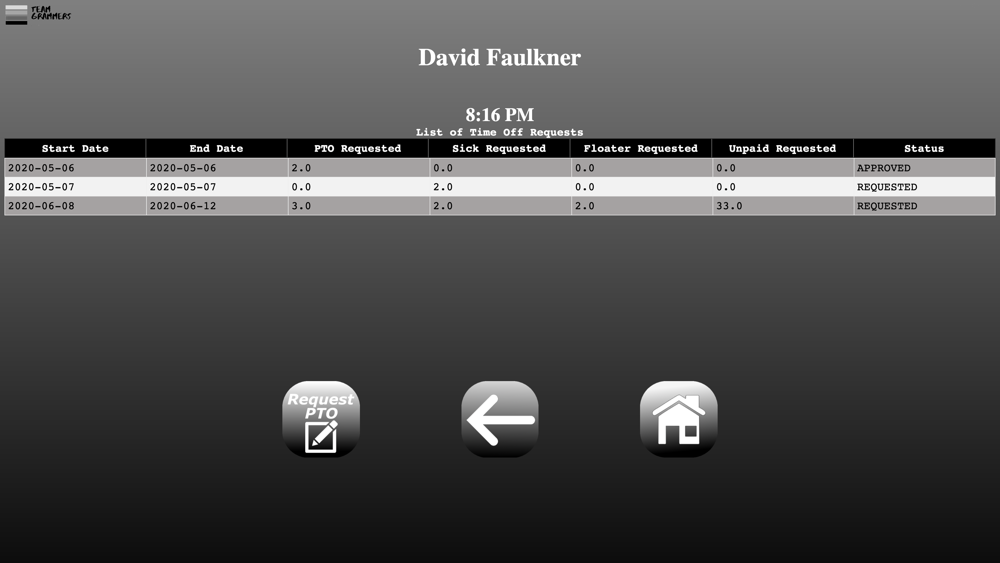 TEAM
GRAMMERS
David Faulkner
8:16 PM
List of Time Off Requests
Start Date End Date PTO Requested Sick Requested Floater Requested Unpaid Requested Status
2020-05-06 2020-05-06 2.0 0.0 0.0 0.0 APPROVED
2020-05-07 2020-05-07 0.0 2.0 0.0 0.0 REQUESTED
2020-06-08 2020-06-12 3.0 2.0 2.0 33.0 REQUESTED
Request
PTO